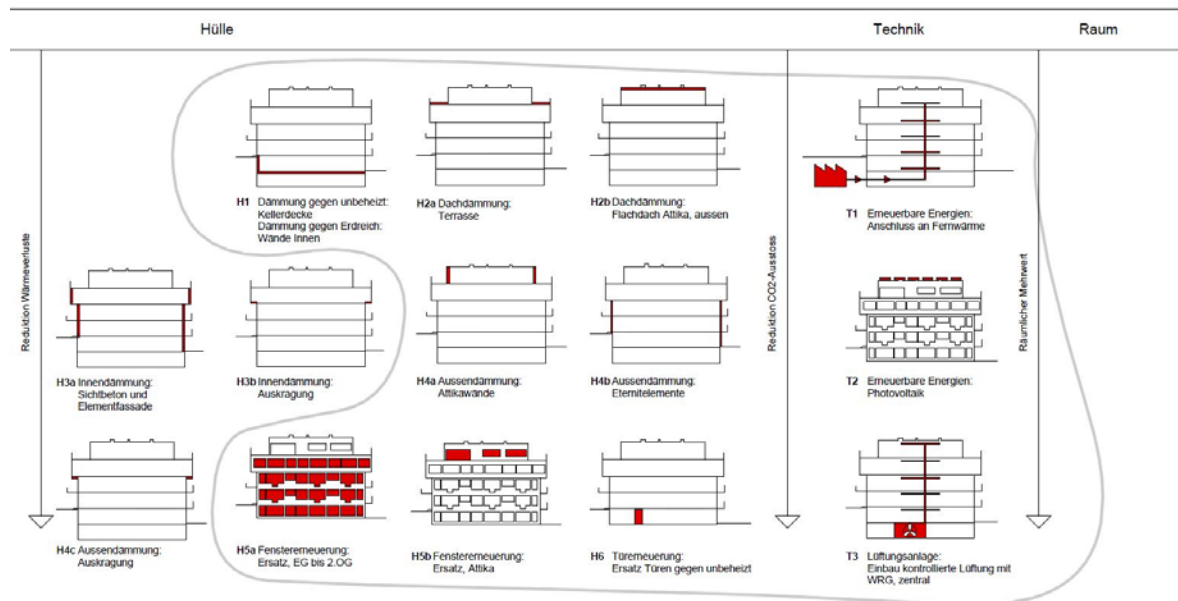 Hülle
Technik
Raum
Reduktion Wärmeverluste
Reduktion CO2-Ausstoss
Räumlicher Mehrwert
H1 Dämmung gegen unbeheizt:
Kellerdecke
Dämmung gegen Erdreich:
Wände Innen
H2a Dachdämmung:
Terrasse
H2b Dachdämmung:
Flachdach Attika, aussen
T1 Erneuerbare Energien:
Anschluss an Fernwärme
H3a Innendämmung:
Sichtbeton und
Elementfassade
H3b Innendämmung:
Auskragung
H4a Aussendämmung:
Attikawände
H4b Aussendämmung:
Eternitelemente
T2 Erneuerbare Energien:
Photovoltaik
H4c Aussendämmung:
Auskragung
H5a Fenstererneuerung:
Ersatz, EG bis 2.OG
H5b Fenstererneuerung:
Ersatz, Attika
H6 Türerneuerung:
Ersatz Türen gegen unbeheizt
T3 Lüftungsanlage:
Einbau kontrollierte Lüftung mit
WRG, zentral